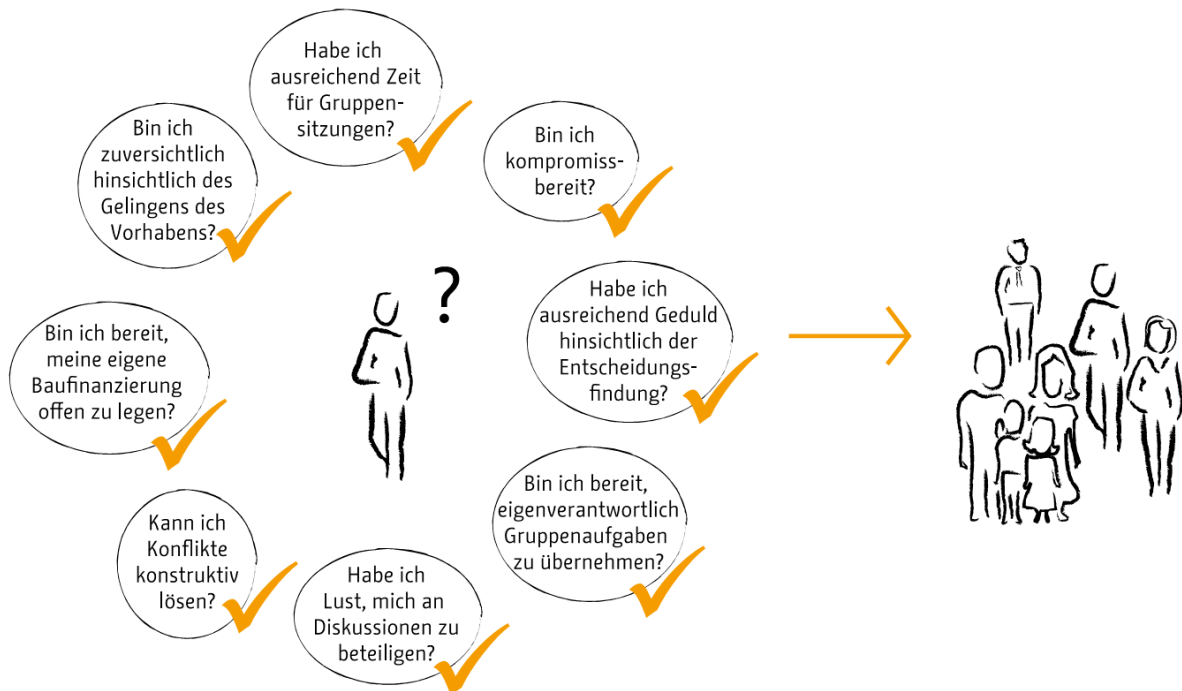 Habe ich
ausreichend Zeit
für Gruppen-
sitzungen?
Bin ich
kompromiss-
bereit?
Habe ich
ausreichend Geduld
hinsichtlich der
Entscheidungs-
findung?
Bin ich bereit,
eigenverantwortlich
Gruppenaufgaben
zu übernehmen?
Habe ich
Lust, mich an
Diskussionen zu
beteiligen?
Kann ich
Konflikte
konstruktiv
lösen?
Bin ich bereit,
meine eigene
Baufinanzierung
offen zu legen?
Bin ich
zuversichtlich
hinsichtlich des
Gelingens des
Vorhabens?
?